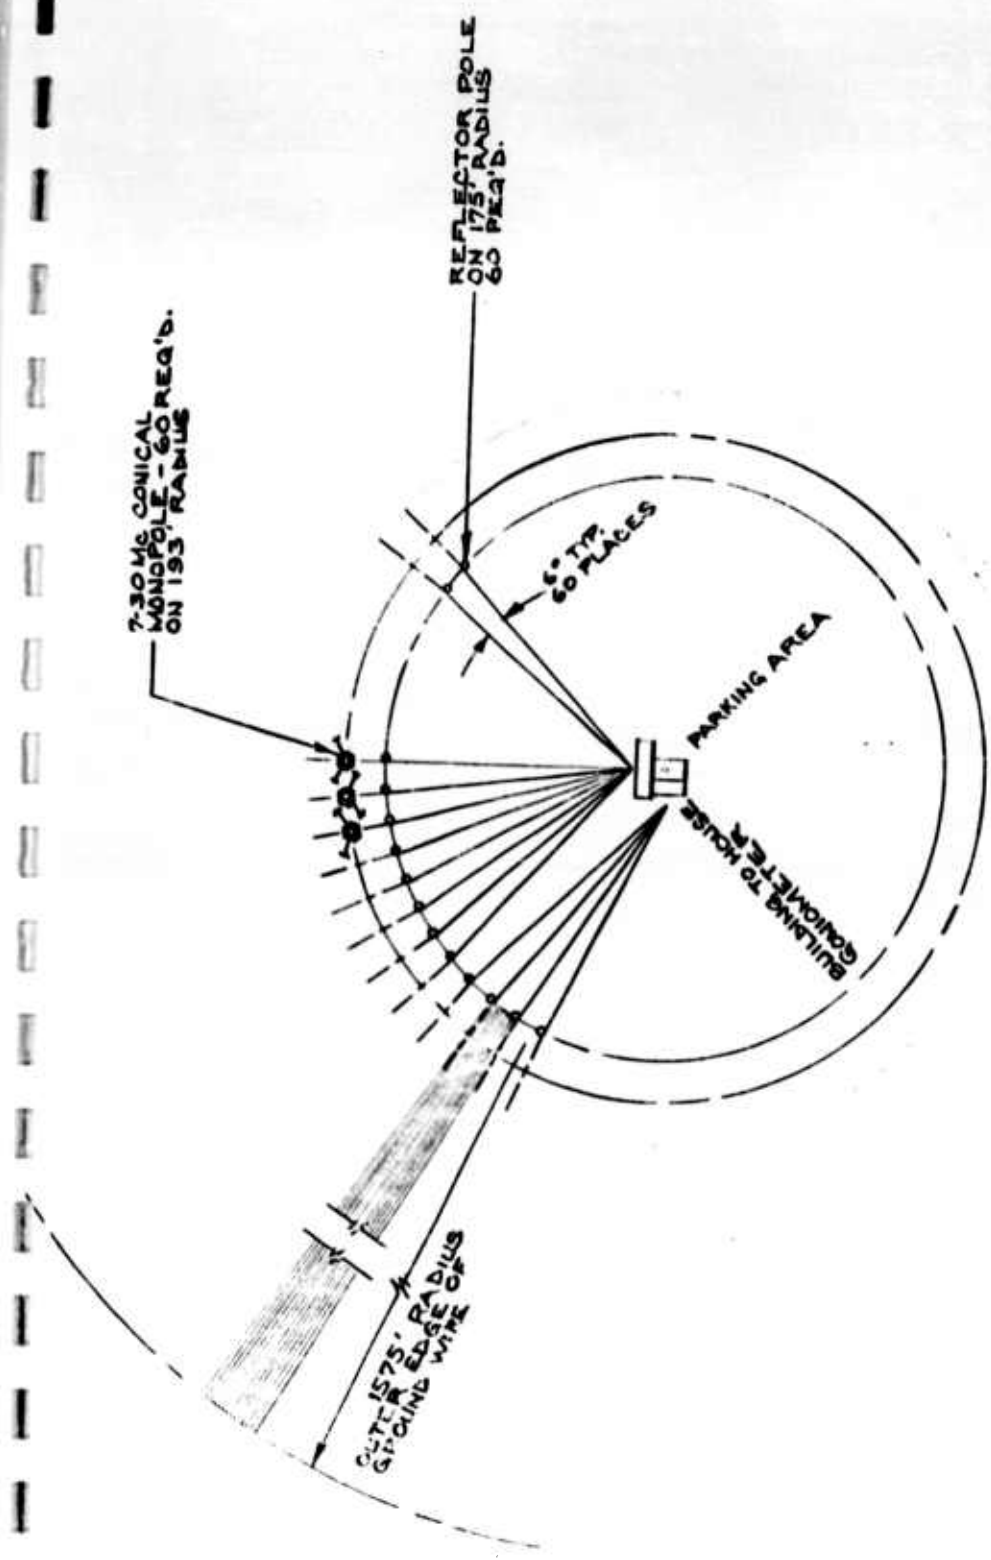 7-30 MC CONICAL
MONOPOLE - 60 REQ'D.
ON 193' RADIUS
REFLECTOR POLE
ON 175' RADIUS
60 REQ'D.
6° TYP.
60 PLACES
PARKING AREA
BUILDING TO HOUSE
GONIOMETER
1575' RADIUS
OUTER EDGE OF
GROUND WIRE